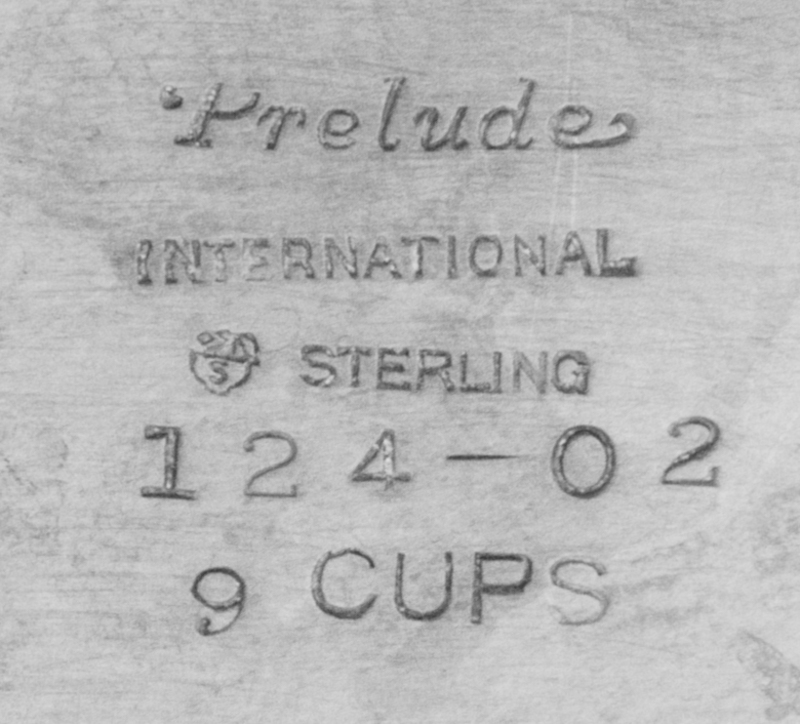 Prelude
INTERNATIONAL
S STERLING
124-02
9 CUPS